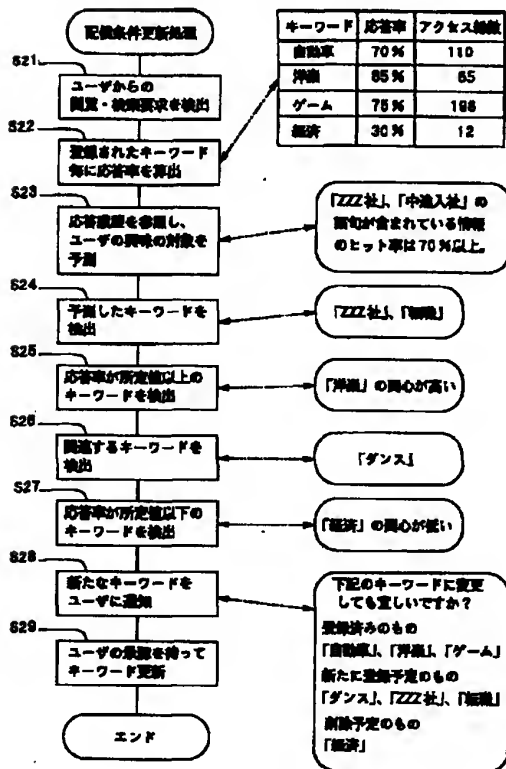 配信条件更新処理
S21
ユーザからの
閲覧・検索要求を検出
S22
登録されたキーワード
毎に応答率を算出
S23
応答履歴を参照し、
ユーザの興味の対象を
予測
S24
予測したキーワードを
検出
S25
応答率が所定値以上の
キーワードを検出
S26
関連するキーワードを
検出
S27
応答率が所定値以下の
キーワードを検出
S28
新たなキーワードを
ユーザに通知
S29
ユーザの承認を持って
キーワード更新
エンド
キーワード 応答率 アクセス総数
自動車 70% 110
洋楽 85% 65
ゲーム 75% 198
経済 30% 12
「ZZZ社」、「中途入社」の
語句が含まれている情報
のヒット率は70%以上。
「ZZZ社」、「転職」
「洋楽」の関心が高い
「ダンス」
「経済」の関心が低い
下記のキーワードに変更
しても宜しいですか?
登録済みのもの
「自動車」、「洋楽」、「ゲーム」
新たに登録予定のもの
「ダンス」、「ZZZ社」、「転職」
削除予定のもの
「経済」